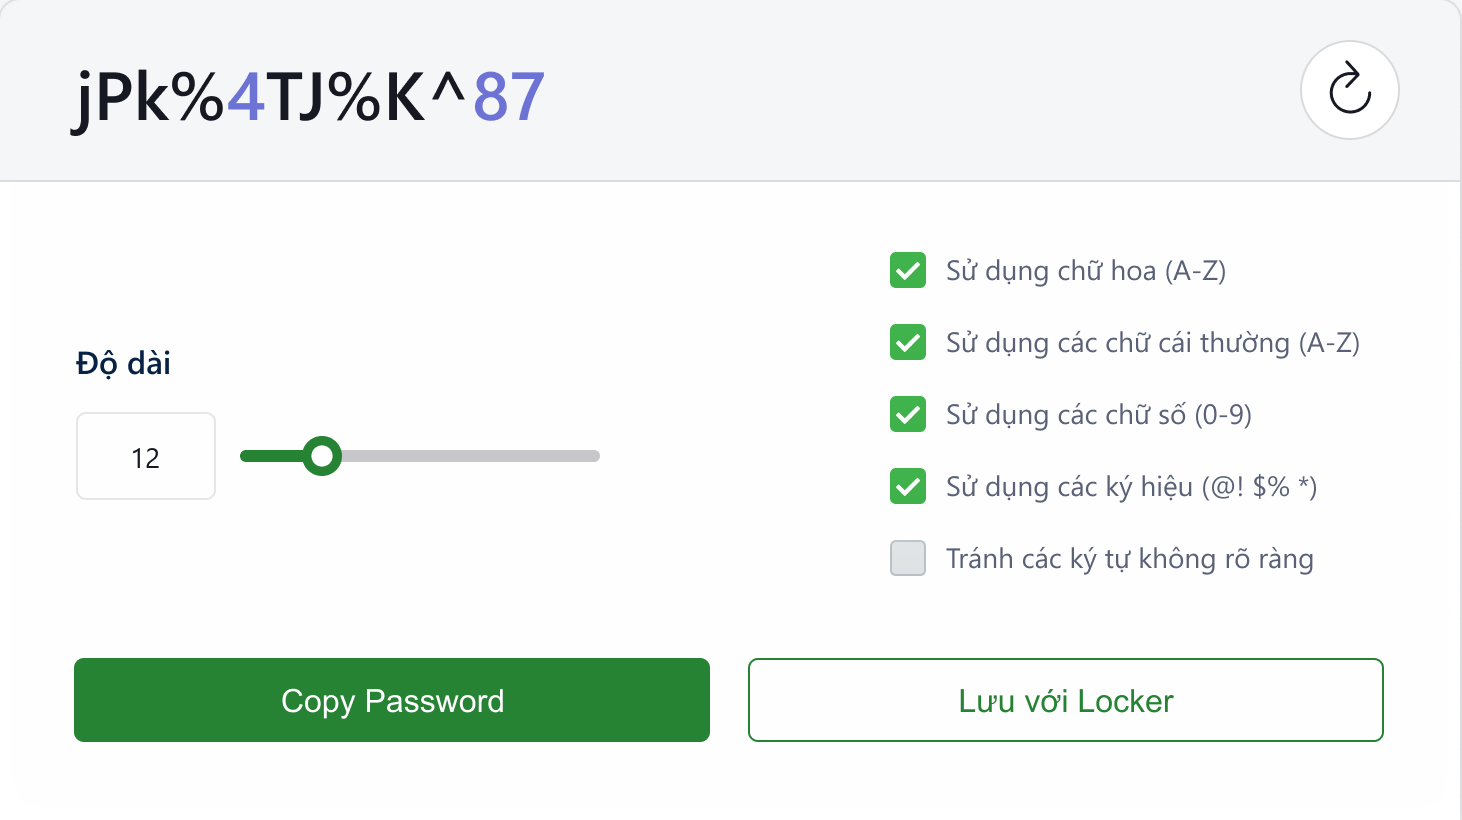 jPk%4TJ%K^87
Độ dài
12
Sử dụng chữ hoa (A-Z)
Sử dụng các chữ cái thường (A-Z)
Sử dụng các chữ số (0-9)
Sử dụng các ký hiệu (@! $% *)
Tránh các ký tự không rõ ràng
Copy Password
Lưu với Locker